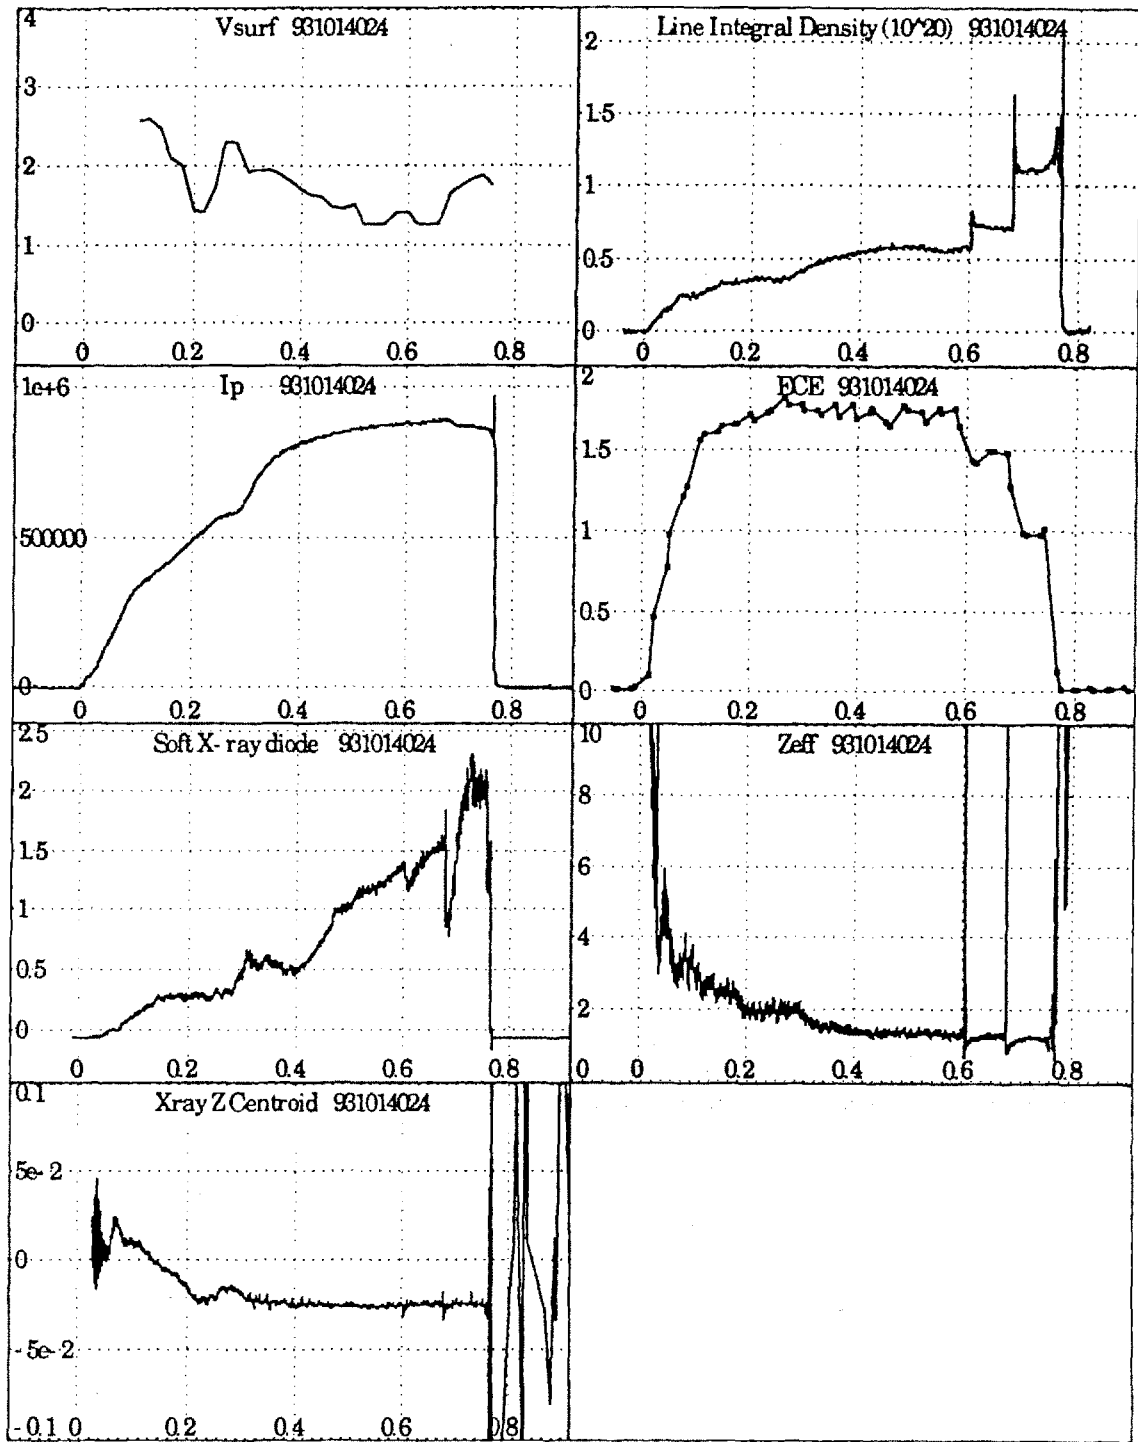 Vsurf 931014024
4
3
2
1
0
0 0.2 0.4 0.6 0.8
Line Integral Density (10^20) 931014024
2
1.5
1
0.5
0
0 0.2 0.4 0.6 0.8
Ip 931014024
1e+6
500000
0
0 0.2 0.4 0.6 0.8
ECE 931014024
2
1.5
1
0.5
0
0 0.2 0.4 0.6 0.8
Soft X-ray diode 931014024
2.5
2
1.5
1
0.5
0
0 0.2 0.4 0.6 0.8
Zeff 931014024
10
8
6
4
2
0 0.2 0.4 0.6 0.8
Xray Z Centroid 931014024
0.1
5e-2
0
-5e-2
-0.1 0 0.2 0.4 0.6 0.8